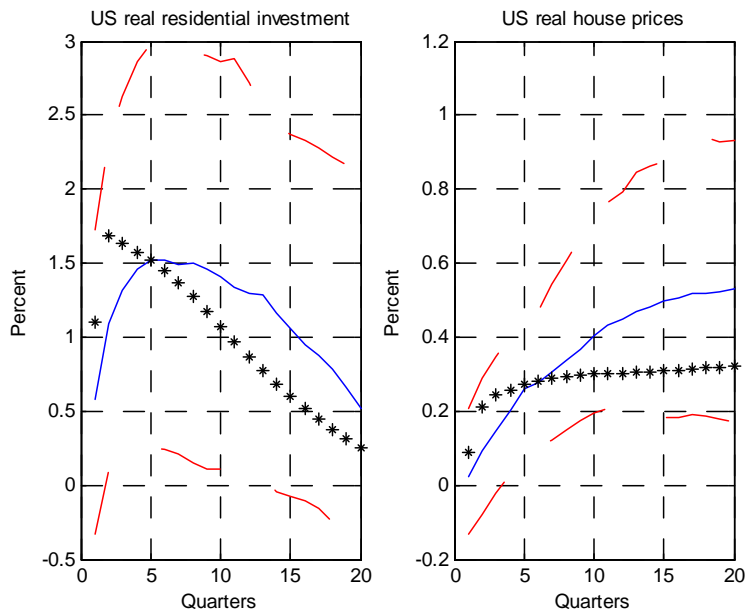 US real residential investment
US real house prices
Percent
3
2.5
2
1.5
1
0.5
0
-0.5
0 5 10 15 20
Quarters
Percent
1.2
1
0.8
0.6
0.4
0.2
0
-0.2
0 5 10 15 20
Quarters